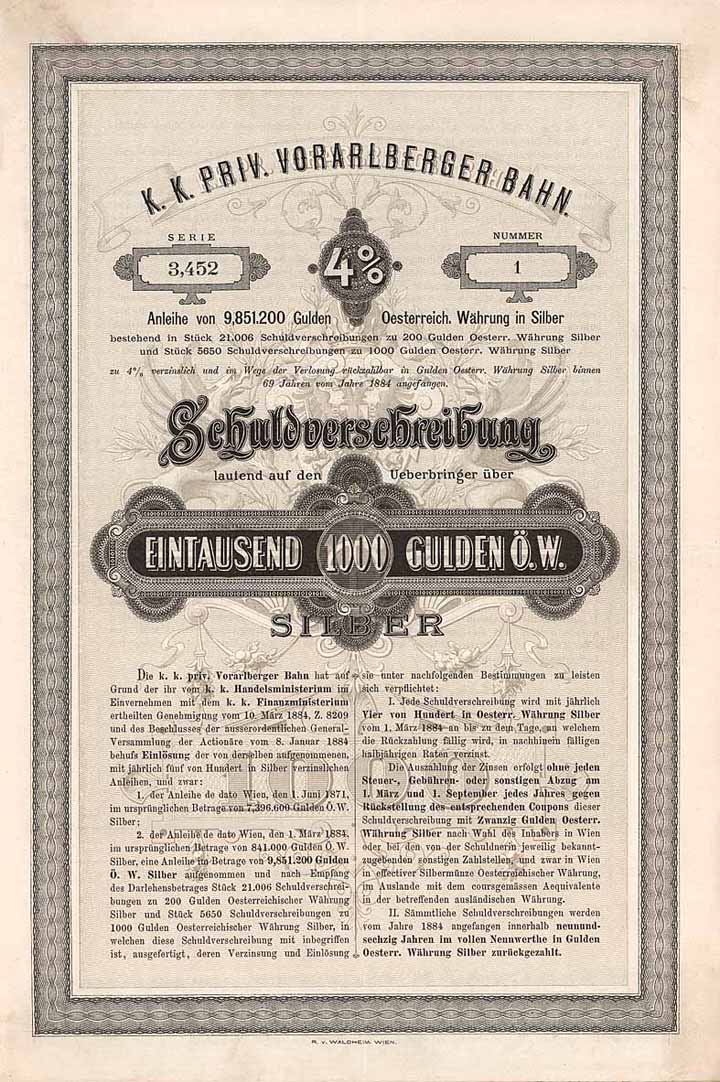 K. K. PRIV. VORARLBERGER BAHN.
SERIE
3,452
4%
NUMMER
1
Anleihe von 9,851.200 Gulden Oesterreich. Währung in Silber
bestehend in Stück 21.006 Schuldverschreibungen zu 200 Gulden Oesterr. Währung Silber
und Stück 5650 Schuldverschreibungen zu 1000 Gulden Oesterr. Währung Silber
zu 4% verzinslich und im Wege der Verlosung rückzahlbar in Gulden Oesterr. Währung Silber binnen
69 Jahren vom Jahre 1884 angefangen.
Schuldverschreibung
lautend auf den Ueberbringer über
EINTAUSEND 1000 GULDEN Ö.W.
SILBER
Die k. k. priv. Vorarlberger Bahn hat auf
Grund der ihr vom k. k. Handelsministerium im
Einvernehmen mit dem k. k. Finanzministerium
ertheilten Genehmigung vom 10. März 1884, Z. 8209
und des Beschlusses der ausserordentlichen General-
Versammlung der Actionäre vom 8. Januar 1884
behufs Einlösung der von derselben aufgenommenen,
mit jährlich fünf von Hundert in Silber verzinslichen
Anleihen, und zwar:
1. der Anleihe de dato Wien, den 1. Juni 1871,
im ursprünglichen Betrage von 7,396.600 Gulden Ö. W.
Silber;
2. der Anleihe de dato Wien, den 1. März 1884,
im ursprünglichen Betrage von 841.000 Gulden Ö. W.
Silber, eine Anleihe im Betrage von 9,851.200 Gulden
Ö. W. Silber aufgenommen und nach Empfang
des Darlehensbetrages Stück 21.006 Schuldverschrei-
bungen zu 200 Gulden Oesterreichischer Währung
Silber und Stück 5650 Schuldverschreibungen zu
1000 Gulden Oesterreichischer Währung Silber, in
welchen diese Schuldverschreibung mit inbegriffen
ist, ausgefertigt, deren Verzinsung und Einlösung
sie unter nachfolgenden Bestimmungen zu leisten
sich verpflichtet:
I. Jede Schuldverschreibung wird mit jährlich
Vier von Hundert in Oesterr. Währung Silber
vom 1. März 1884 an bis zu dem Tage, an welchem
die Rückzahlung fällig wird, in nachhinein fälligen
halbjährigen Raten verzinst.
Die Auszahlung der Zinsen erfolgt ohne jeden
Steuer-, Gebühren- oder sonstigen Abzug am
1. März und 1. September jedes Jahres gegen
Rückstellung des entsprechenden Coupons dieser
Schuldverschreibung mit Zwanzig Gulden Oesterr.
Währung Silber nach Wahl des Inhabers in Wien
oder bei den von der Schuldnerin jeweilig bekannt-
zugebenden sonstigen Zahlstellen, und zwar in Wien
in effectiver Silbermünze Oesterreichischer Währung,
im Auslande mit dem coursgemässen Aequivalente
in der betreffenden ausländischen Währung.
II. Sämmtliche Schuldverschreibungen werden
vom Jahre 1884 angefangen innerhalb neunund-
sechzig Jahren im vollen Nennwerthe in Gulden
Oesterr. Währung Silber zurückgezahlt.
R. v. WALDHEIM. WIEN.